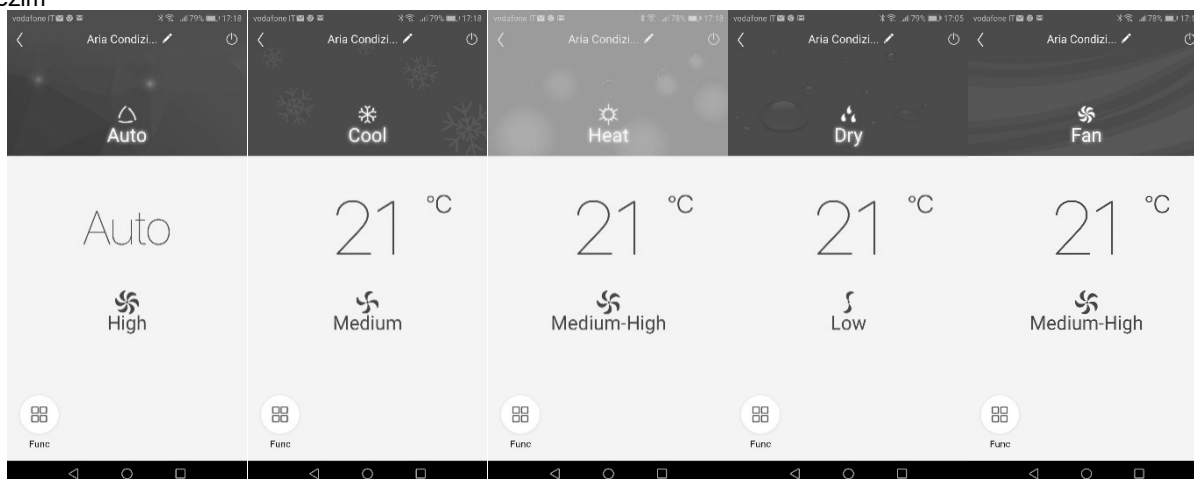 vodafone IT 79% 17:18
Aria Condizi...
Auto
Auto
High
Func
vodafone IT 79% 17:18
Aria Condizi...
Cool
21 °C
Medium
Func
vodafone IT 78% 17:18
Aria Condizi...
Heat
21 °C
Medium-High
Func
vodafone IT 79% 17:05
Aria Condizi...
Dry
21 °C
Low
Func
vodafone IT 78%
Aria Condizi...
Fan
21 °C
Medium-High
Func